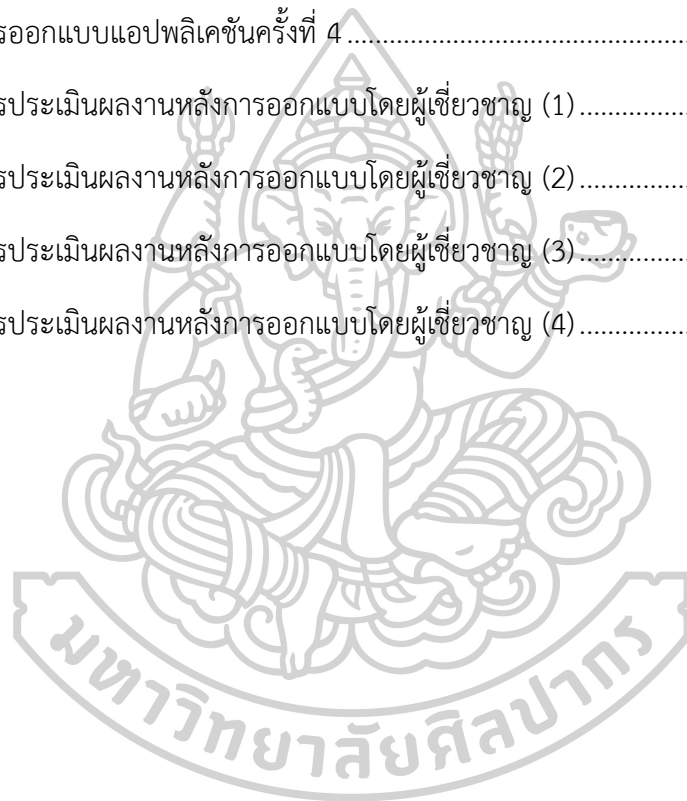 รออกแบบแอปพลิเคชันครั้งที่ 4................................................
รประเมินผลงานหลังการออกแบบโดยผู้เชี่ยวชาญ (1)................
รประเมินผลงานหลังการออกแบบโดยผู้เชี่ยวชาญ (2)................
รประเมินผลงานหลังการออกแบบโดยผู้เชี่ยวชาญ (3)................
รประเมินผลงานหลังการออกแบบโดยผู้เชี่ยวชาญ (4)................
มหาวิทยาลัยศิลปากร